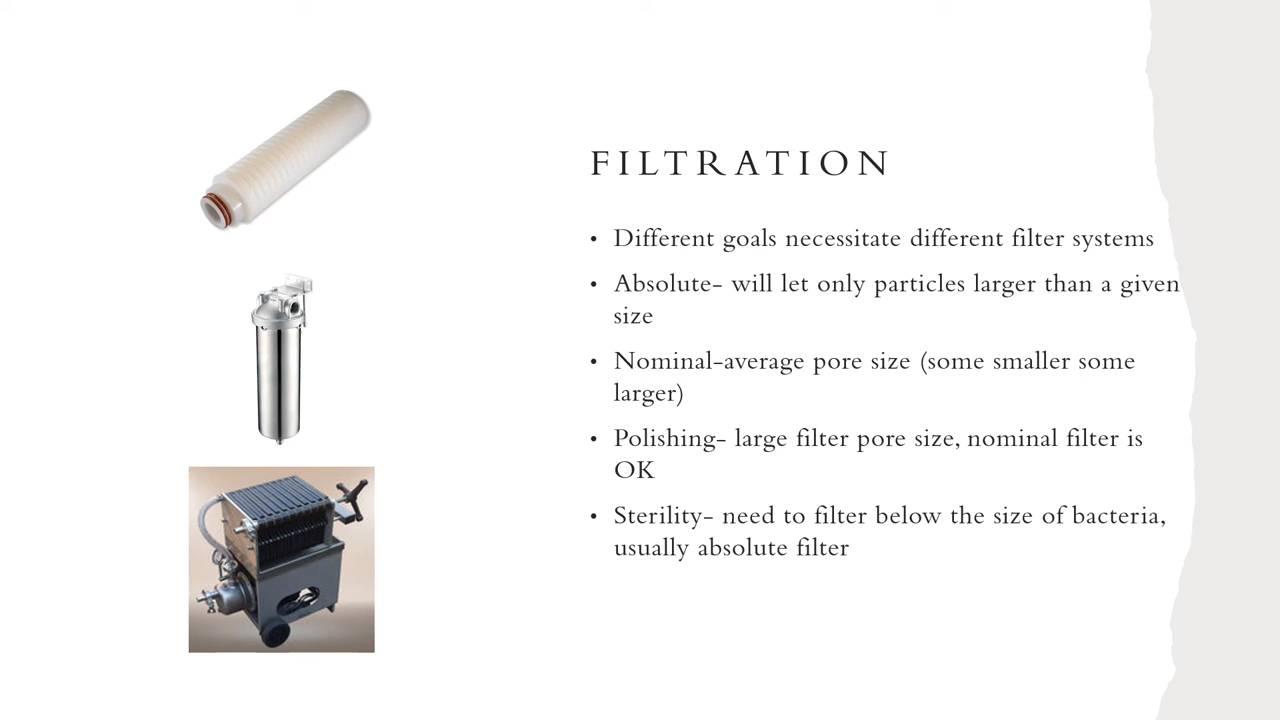 FILTRATION
• Different goals necessitate different filter systems
• Absolute- will let only particles larger than a given
size
• Nominal-average pore size (some smaller some
larger)
• Polishing- large filter pore size, nominal filter is
OK
• Sterility- need to filter below the size of bacteria,
usually absolute filter